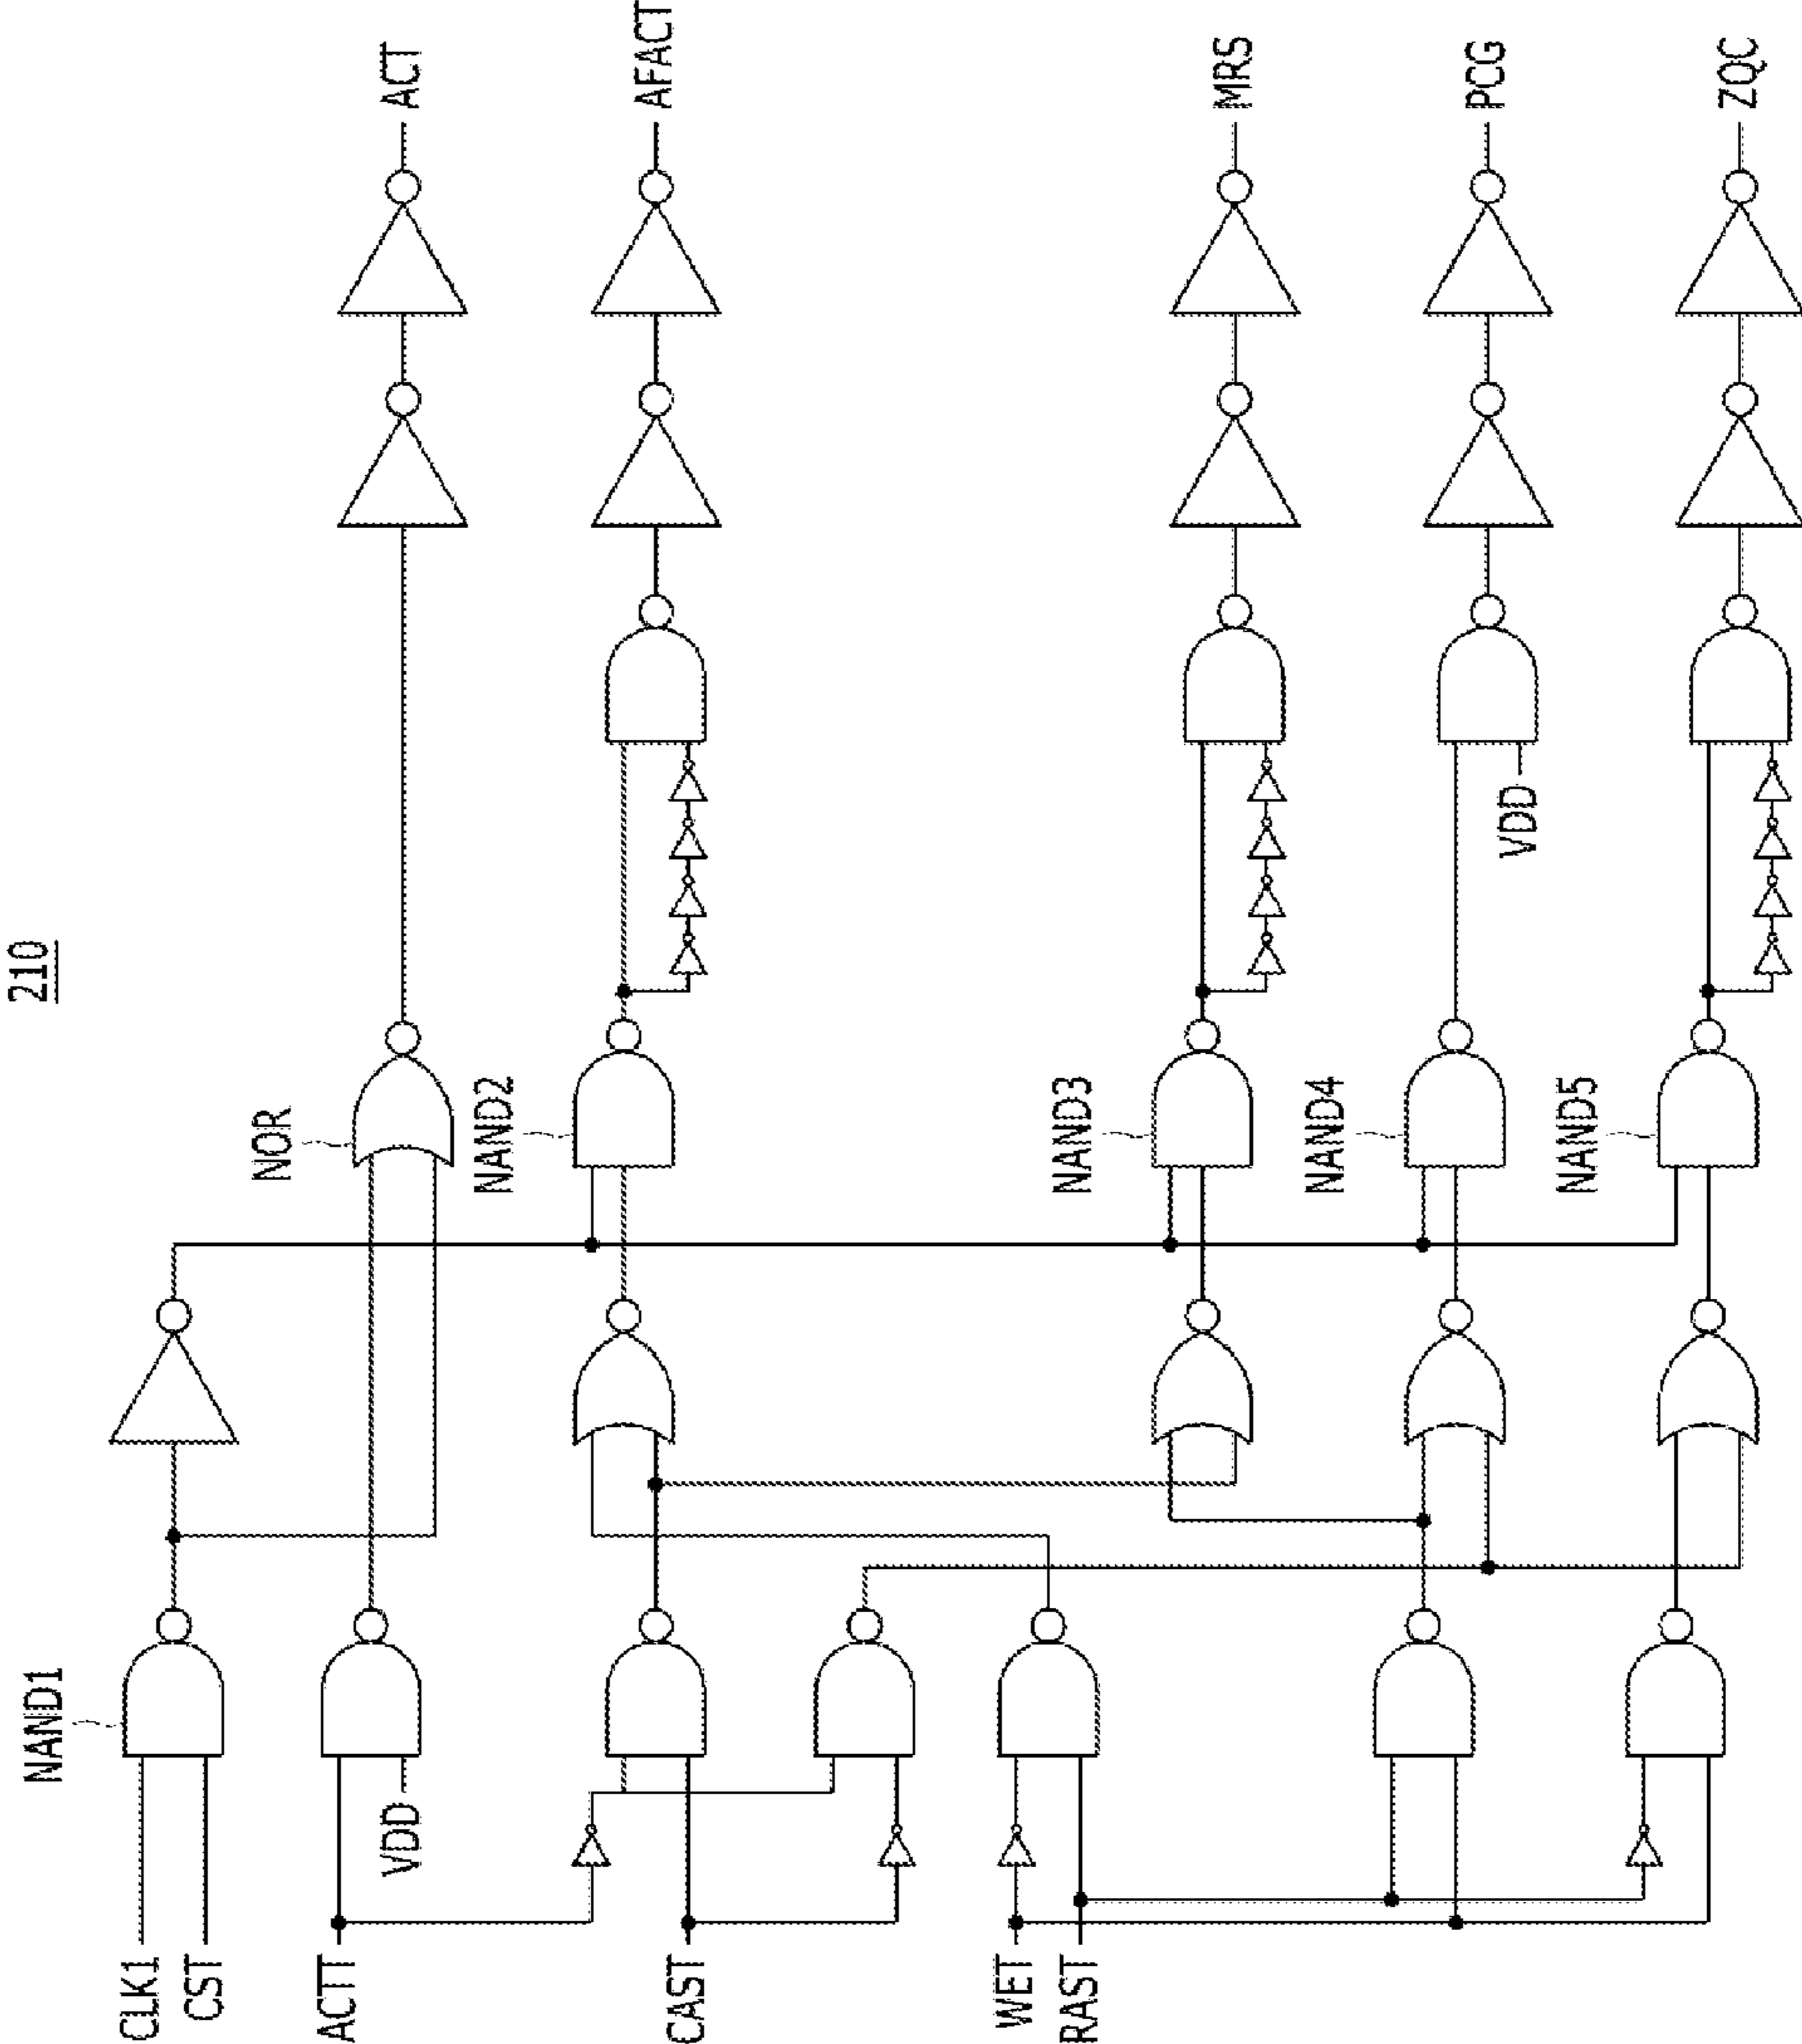 210
NAND1
CLK1
CST
ACTT
VDD
CAST
WET
RAST
NOR
NAND2
NAND3
NAND4
NAND5
VDD
ACT
AFACT
MRS
PCG
ZQC